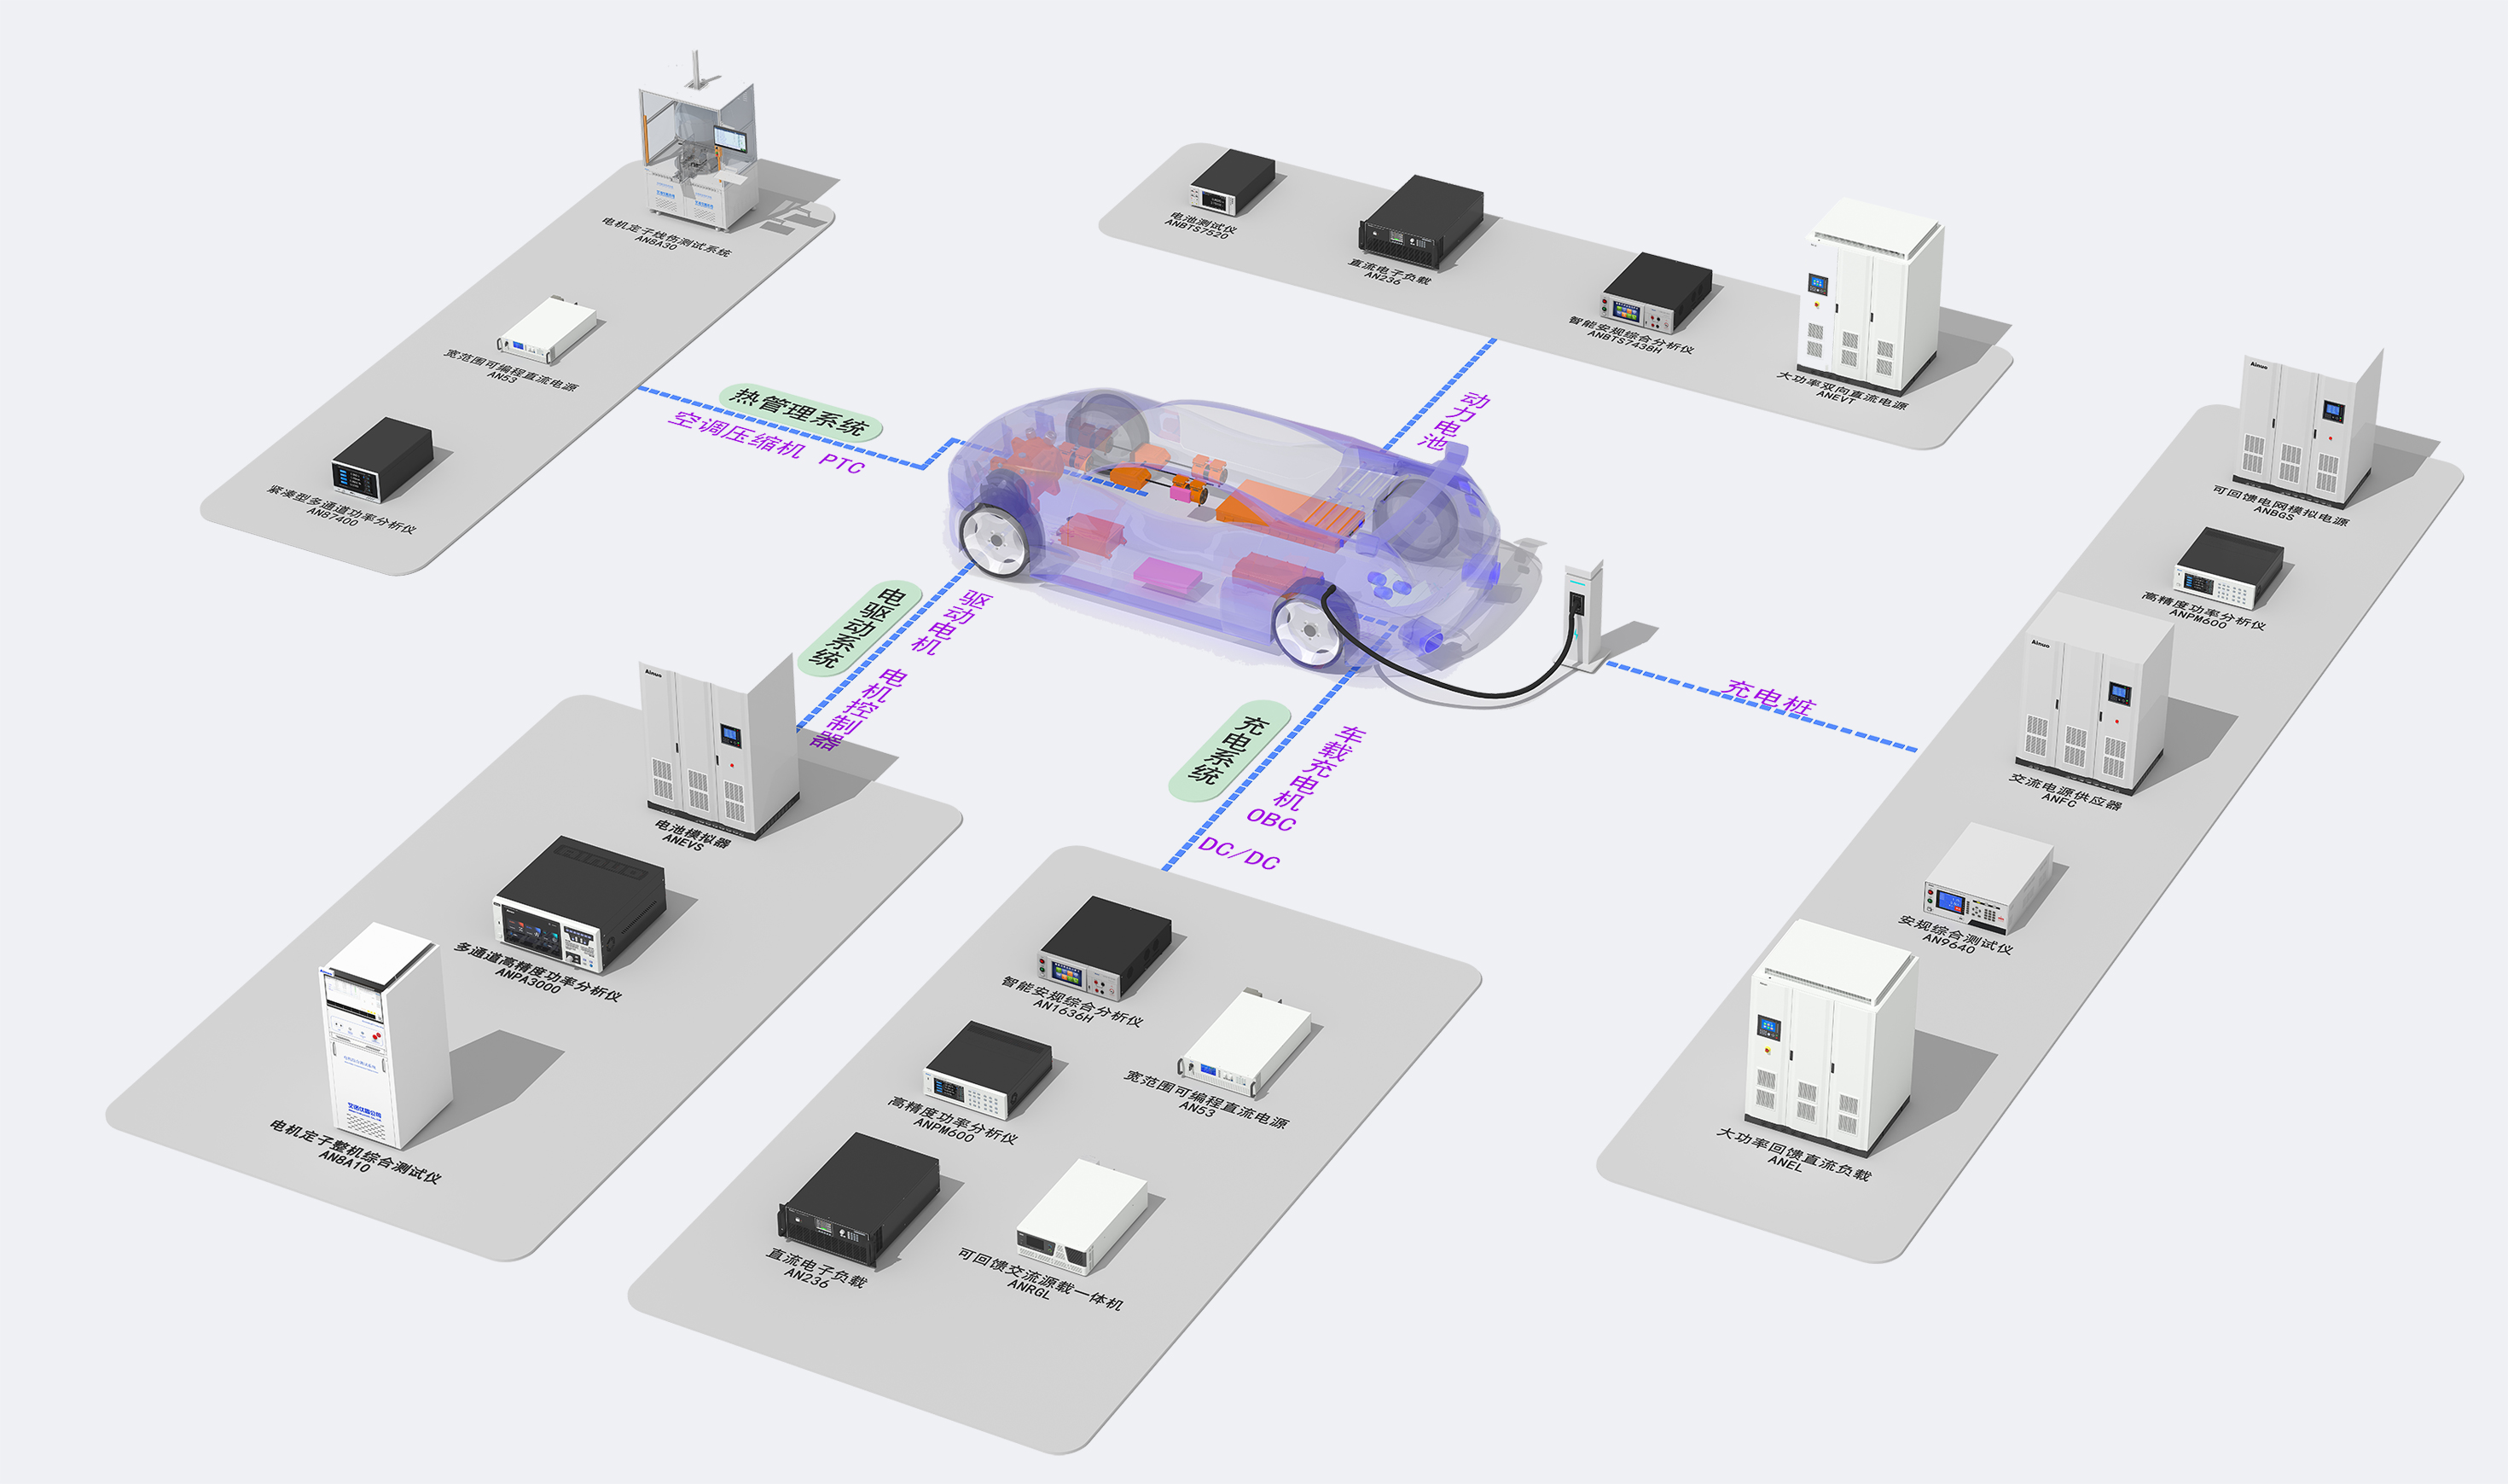 电机定子线伤测试系统
AN8A30
宽范围可编程直流电源
AN53
紧凑型多通道功率分析仪
AN87400
热管理系统
空调压缩机 PTC
电池测试仪
ANBTS7520
直流电子负载
AN236
智能安规综合分析仪
ANBTS7438H
大功率双向直流电源
ANEVT
动力电池
Ainuo
可回馈电网模拟电源
ANBGS
高精度功率分析仪
ANPM600
Ainuo
交流电源供应器
ANFC
安规综合测试仪
AN9640
大功率回馈直流负载
ANEL
充电桩
电驱动系统
驱动电机 电机控制器
Ainuo
电池模拟器
ANEVS
多通道高精度功率分析仪
ANPA3000
艾诺仪器公司
电机定子整机综合测试仪
AN8A10
充电系统
车载充电机
OBC
DC/DC
智能安规综合分析仪
AN1636H
宽范围可编程直流电源
AN53
高精度功率分析仪
ANPM600
直流电子负载
AN236
可回馈交流源载一体机
ANRGL